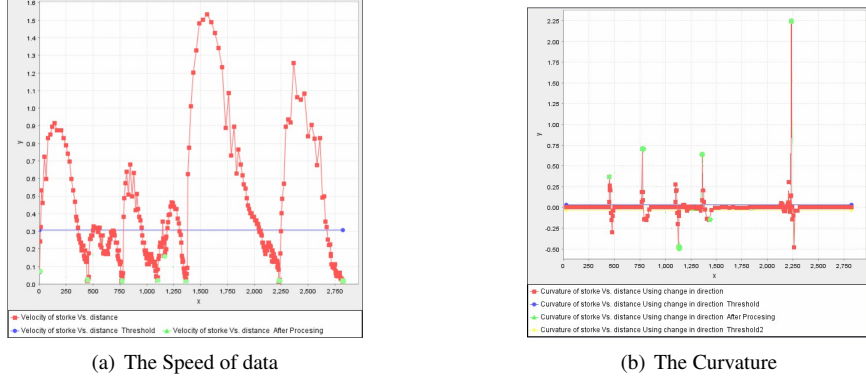 1.6
1.5
1.4
1.3
1.2
1.1
1.0
0.9
0.8
0.7
0.6
0.5
0.4
0.3
0.2
0.1
0.0
y
0 250 500 750 1,000 1,250 1,500 1,750 2,000 2,250 2,500 2,750
x
Velocity of storke Vs. distance
Velocity of storke Vs. distance Threshold Velocity of storke Vs. distance After Procesing
(a) The Speed of data
2.25
2.00
1.75
1.50
1.25
1.00
0.75
0.50
0.25
0.00
-0.25
-0.50
y
0 250 500 750 1,000 1,250 1,500 1,750 2,000 2,250 2,500 2,750
x
Curvature of storke Vs. distance Using change in direction
Curvature of storke Vs. distance Using change in direction Threshold
Curvature of storke Vs. distance Using change in direction After Procesing
Curvature of storke Vs. distance Using change in direction Threshold2
(b) The Curvature